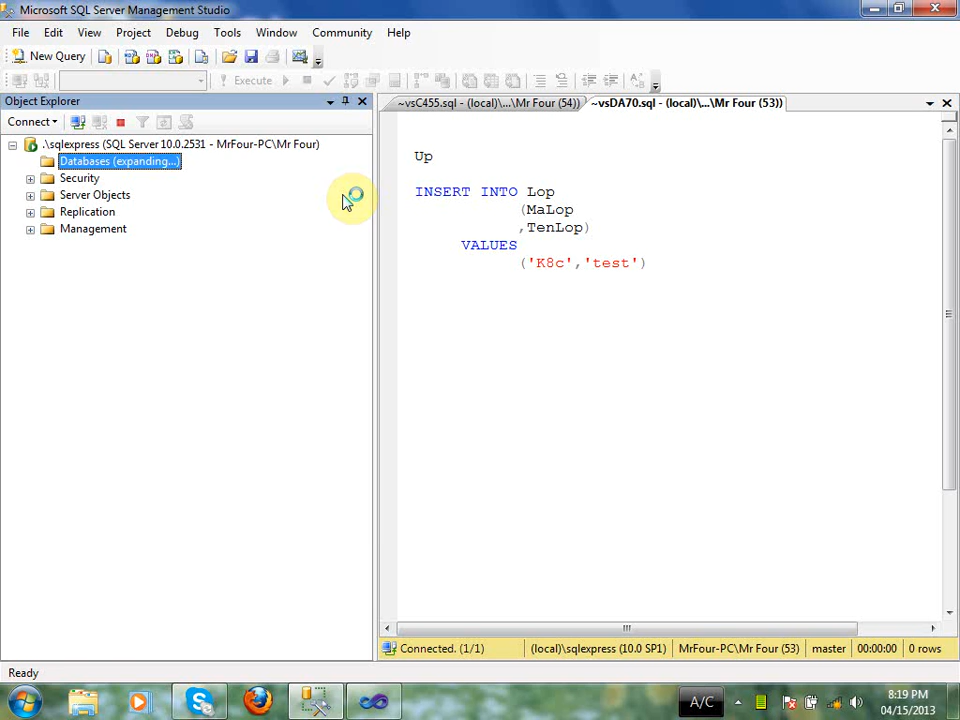 Microsoft SQL Server Management Studio
File Edit View Project Debug Tools Window Community Help
New Query
Execute
Object Explorer
~vsC455.sql - (local)\...\Mr Four (54))
~vsDA70.sql - (local)\...\Mr Four (53))
Connect
.\sqlexpress (SQL Server 10.0.2531 - MrFour-PC\Mr Four)
Databases (expanding...)
Security
Server Objects
Replication
Management
Up
INSERT INTO Lop
(MaLop
,TenLop)
VALUES
('K8c','test')
Connected. (1/1)
(local)\sqlexpress (10.0 SP1)
MrFour-PC\Mr Four (53)
master
00:00:00
0 rows
Ready
A/C
8:19 PM
04/15/2013